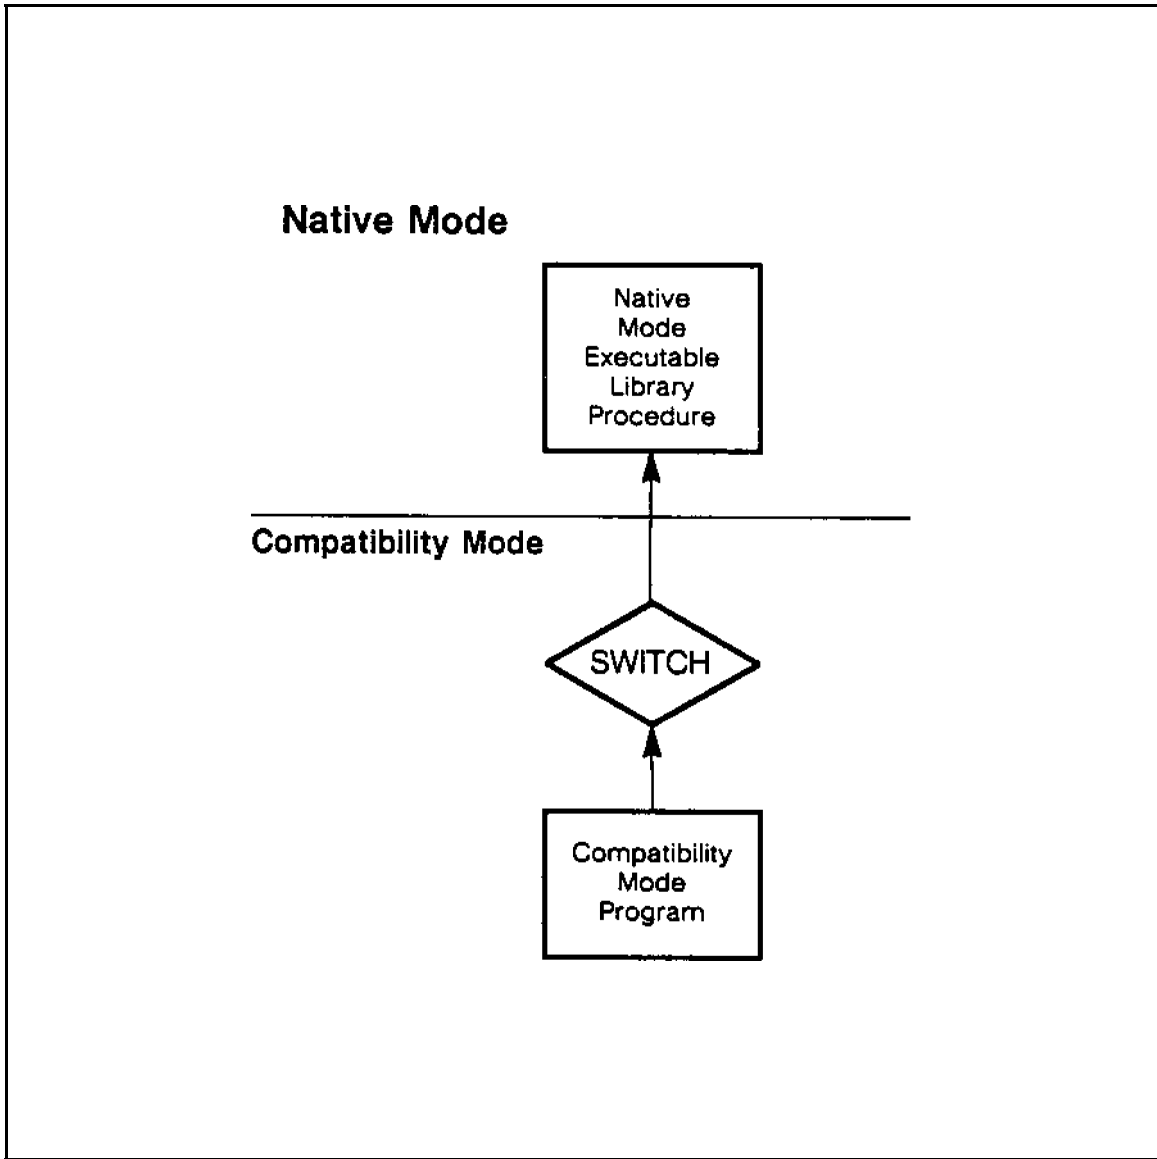 Native Mode
Native
Mode
Executable
Library
Procedure
Compatibility Mode
SWITCH
Compatibility
Mode
Program